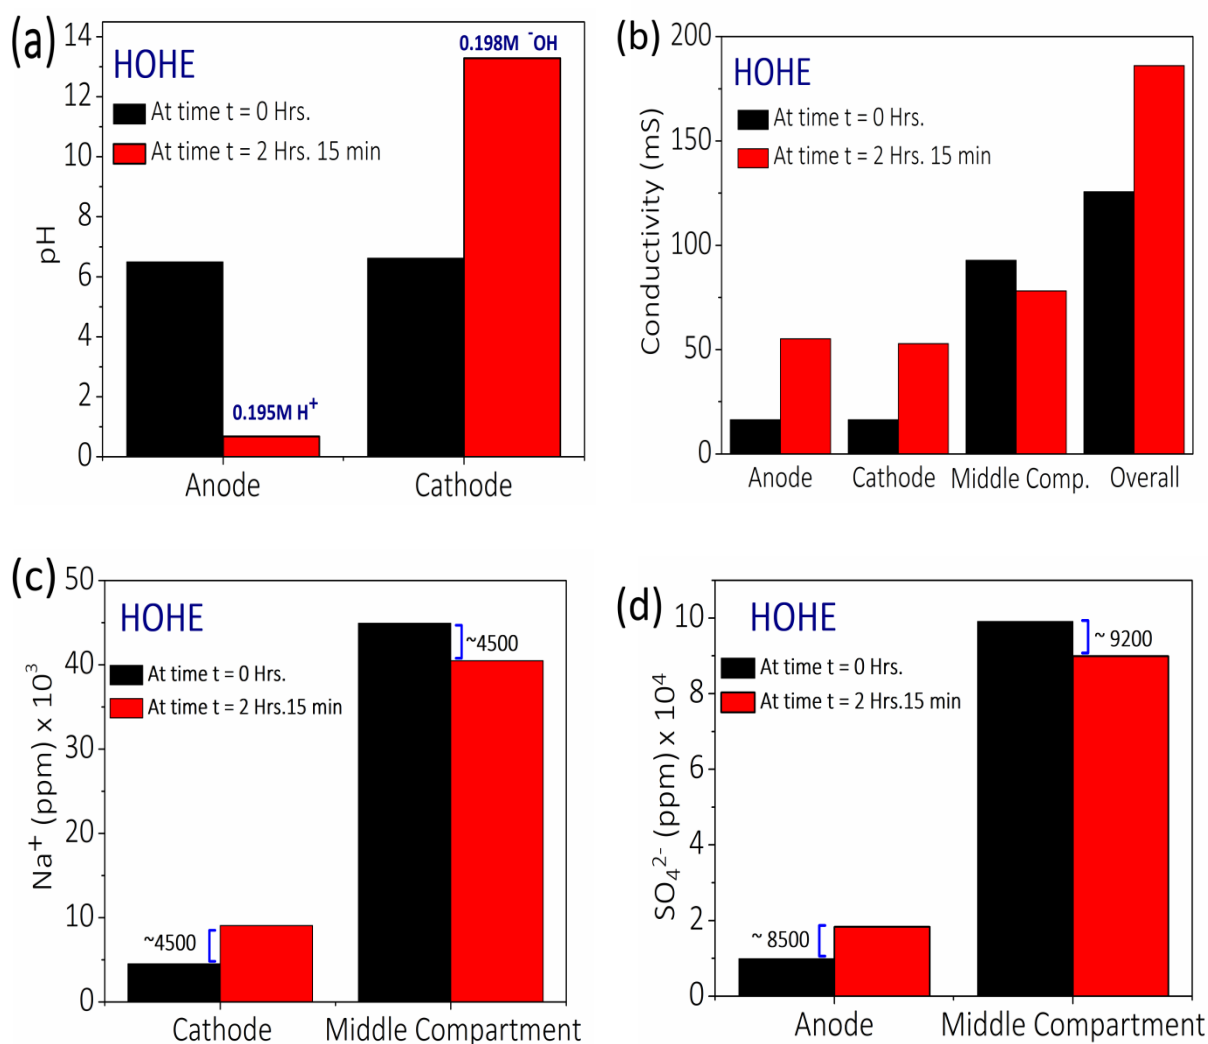 (a)
14
12
10
8
6
4
2
0
pH
HOHE
At time t = 0 Hrs.
At time t = 2 Hrs. 15 min
0.198M ⁻OH
0.195M H⁺
Anode
Cathode
(b)
200
150
100
50
0
Conductivity (mS)
HOHE
At time t = 0 Hrs.
At time t = 2 Hrs. 15 min
Anode
Cathode
Middle Comp.
Overall
(c)
50
40
30
20
10
0
Na⁺ (ppm) x 10³
HOHE
At time t = 0 Hrs.
At time t = 2 Hrs.15 min
~4500
~4500
Cathode
Middle Compartment
(d)
10
8
6
4
2
0
SO₄²⁻ (ppm) x 10⁴
HOHE
At time t = 0 Hrs.
At time t = 2 Hrs.15 min
~ 9200
~ 8500
Anode
Middle Compartment